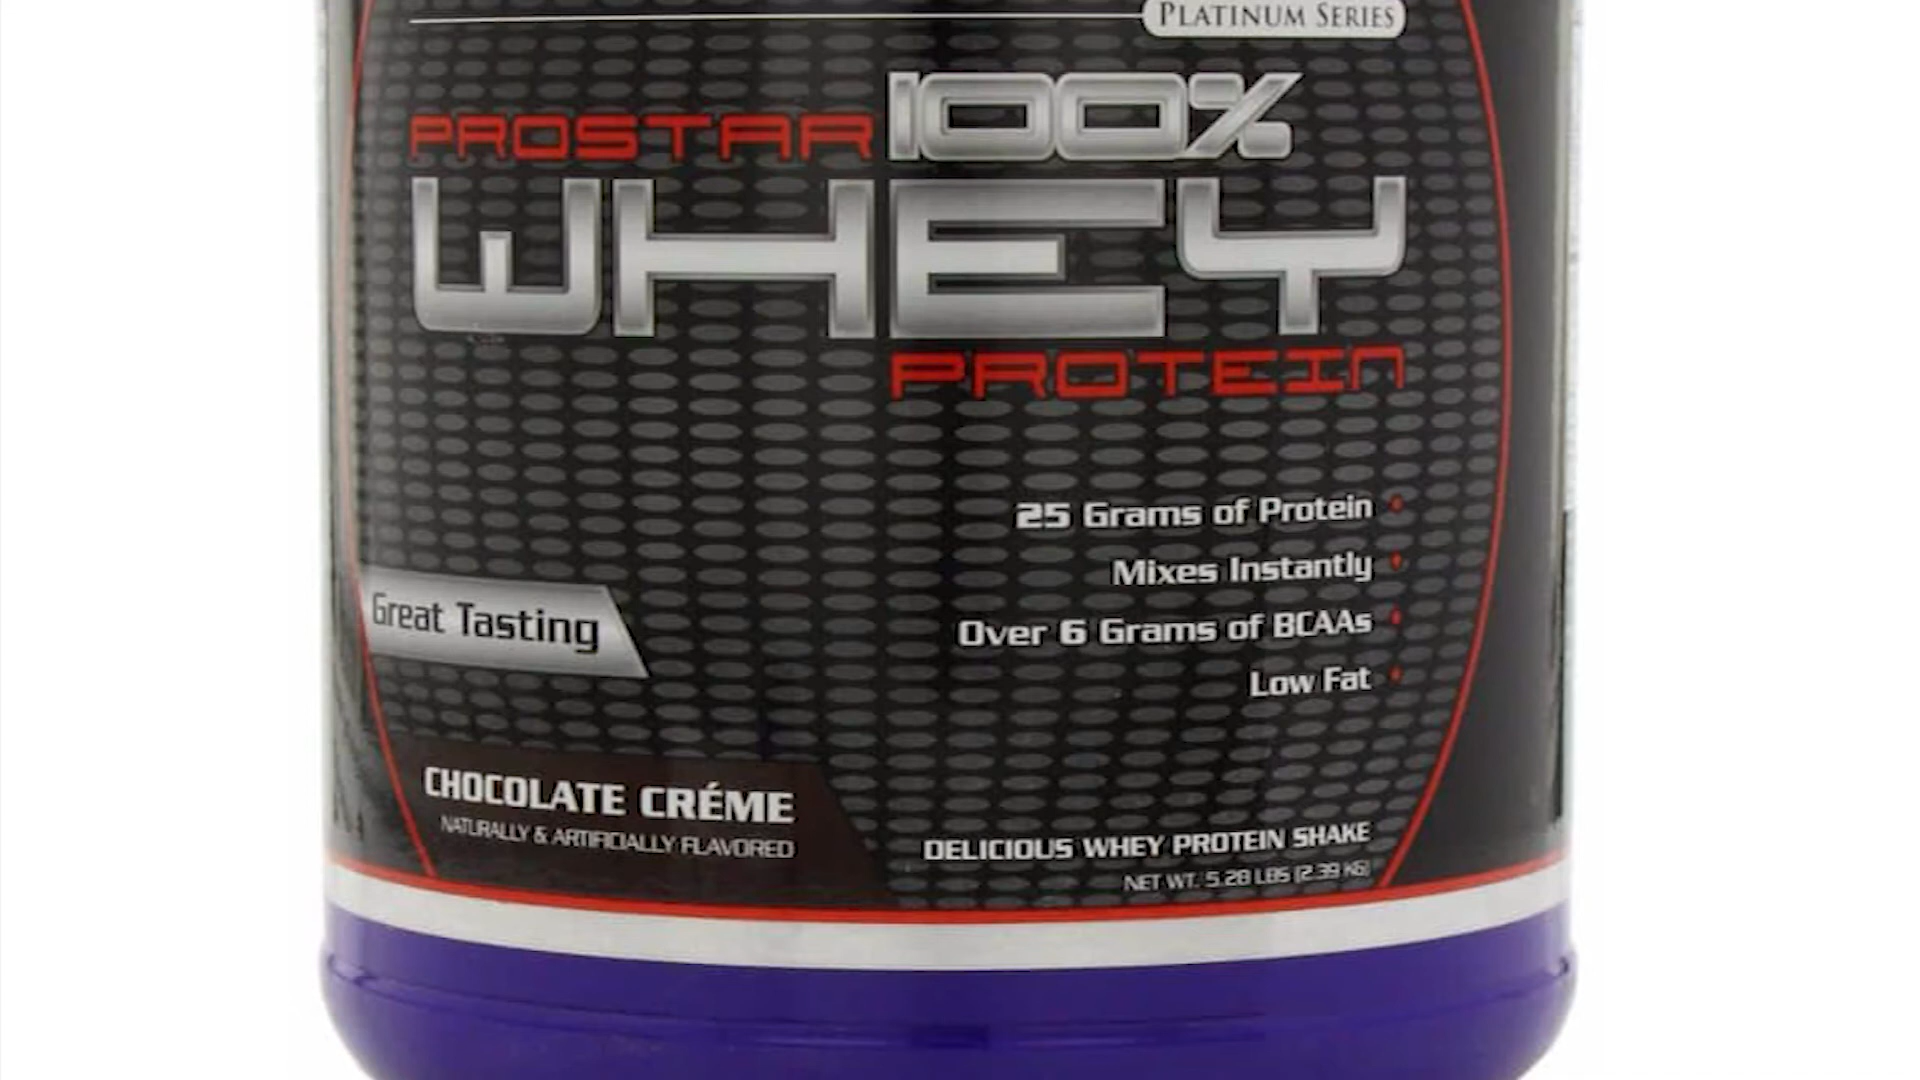 PLATINUM SERIES
PROSTAR 100%
WHEY
PROTEIN
25 Grams of Protein
Mixes Instantly
Over 6 Grams of BCAAs
Low Fat
Great Tasting
CHOCOLATE CRÉME
NATURALLY & ARTIFICIALLY FLAVORED
DELICIOUS WHEY PROTEIN SHAKE
NET WT. 5.28 LBS (2.39 KG)